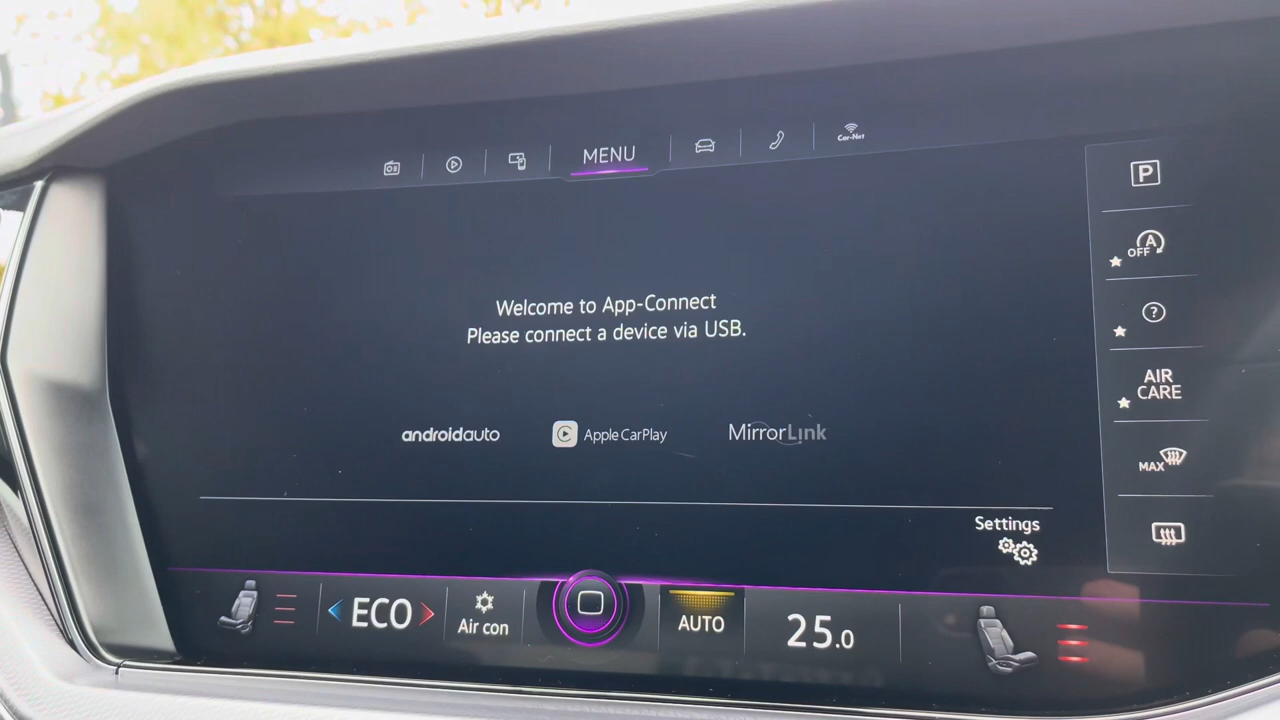 MENU
Car-Net
P
A
OFF
Welcome to App-Connect
Please connect a device via USB.
?
AIR
CARE
androidauto
Apple CarPlay
MirrorLink
MAX
Settings
ECO
Air con
AUTO
25.0